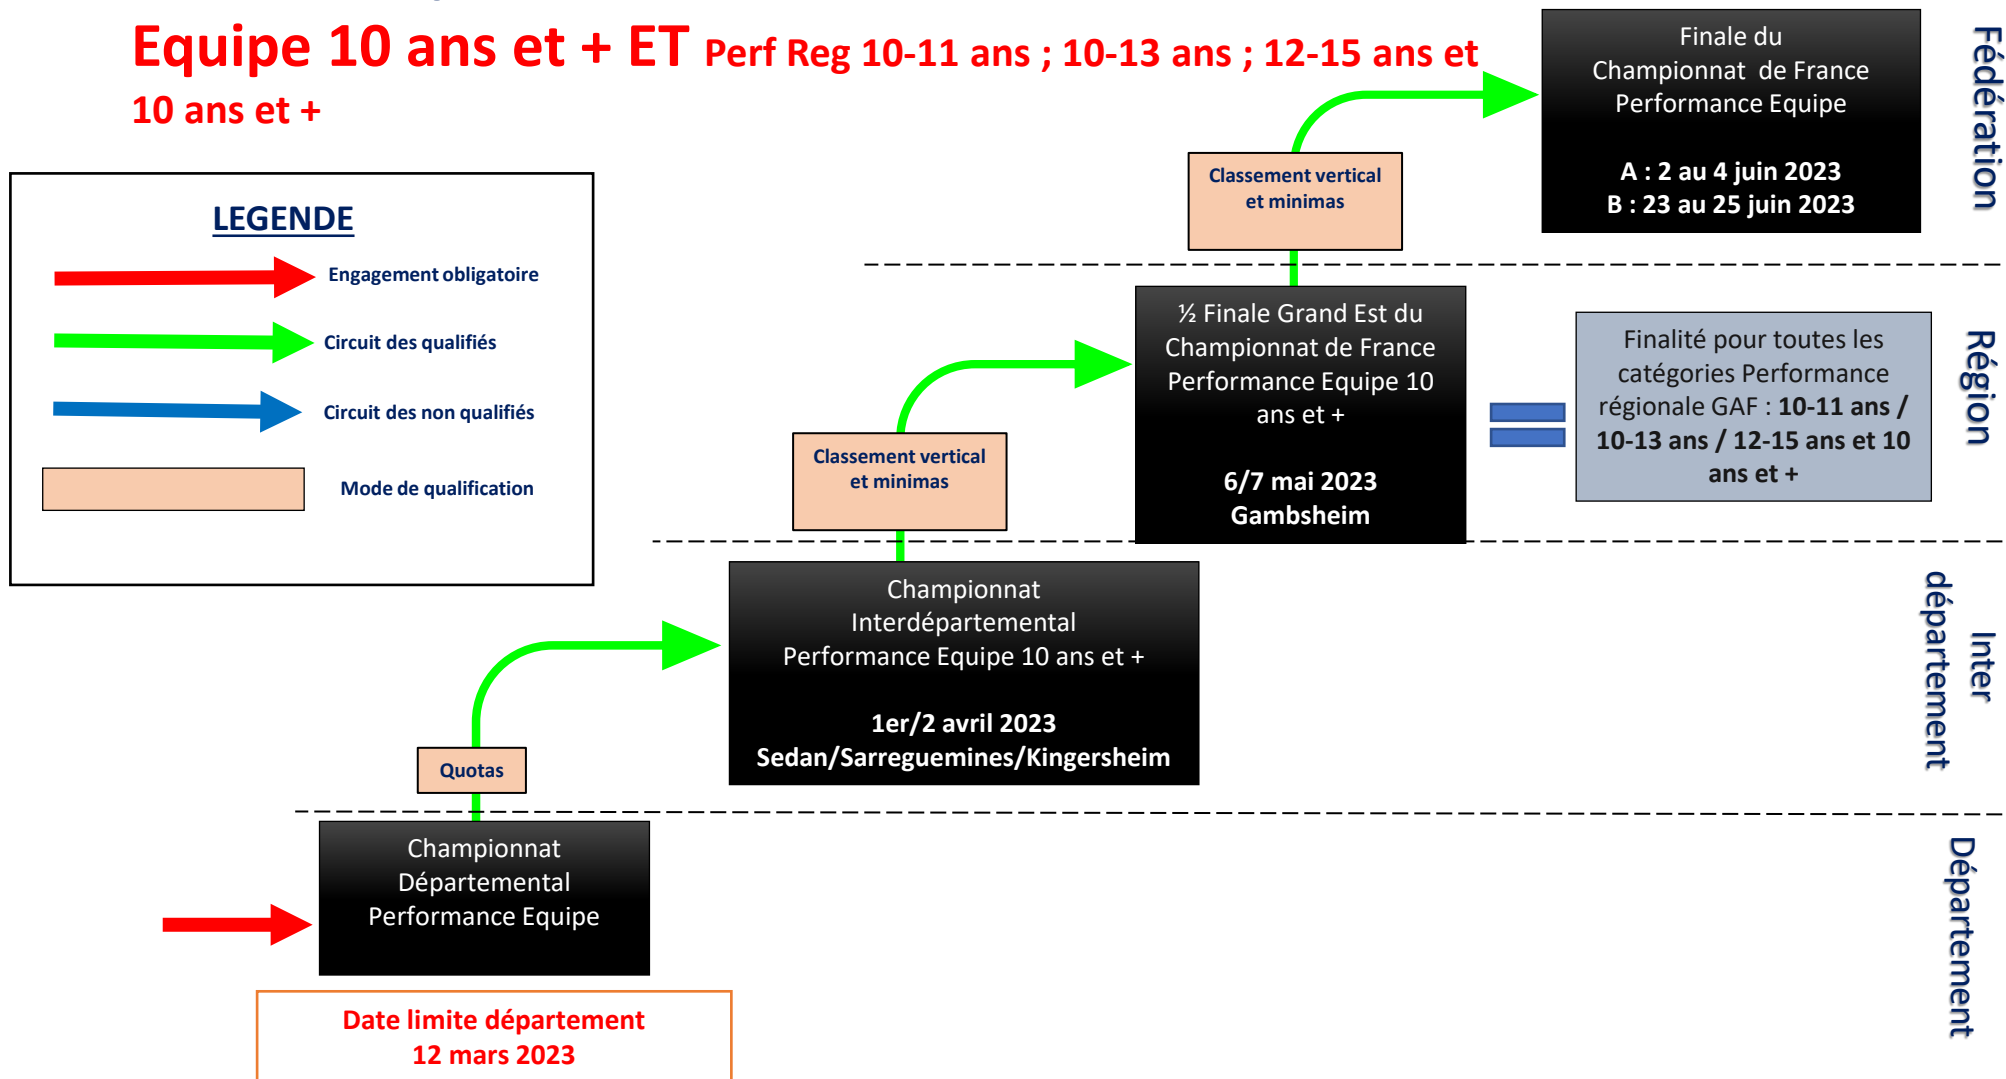 Equipe 10 ans et + ET Perf Reg 10-11 ans ; 10-13 ans ; 12-15 ans et
10 ans et +
Finale du
Championnat de France
Performance Equipe
A : 2 au 4 juin 2023
B : 23 au 25 juin 2023
Fédération
Classement vertical
et minimas
LEGENDE
Engagement obligatoire
Circuit des qualifiés
Circuit des non qualifiés
Mode de qualification
½ Finale Grand Est du
Championnat de France
Performance Equipe 10
ans et +
6/7 mai 2023
Gambsheim
Finalité pour toutes les
catégories Performance
régionale GAF : 10-11 ans /
10-13 ans / 12-15 ans et 10
ans et +
Région
Classement vertical
et minimas
Championnat
Interdépartemental
Performance Equipe 10 ans et +
1er/2 avril 2023
Sedan/Sarreguemines/Kingersheim
Inter
département
Quotas
Championnat
Départemental
Performance Equipe
Département
Date limite département
12 mars 2023